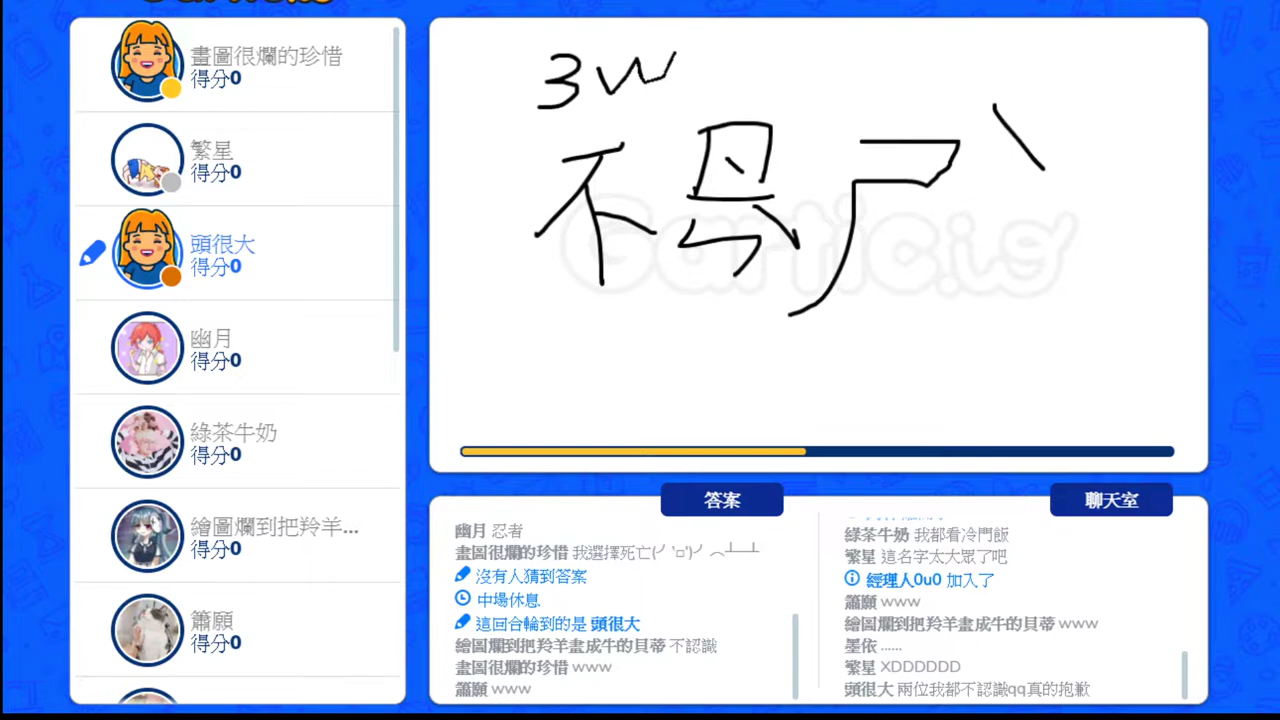 畫圖很爛的珍惜
得分0
繁星
得分0
頭很大
得分0
幽月
得分0
綠茶牛奶
得分0
繪圖爛到把羚羊...
得分0
簫願
得分0
3W
不
Gartic.is
答案
幽月 忍者
畫圖很爛的珍惜 我選擇死亡(╯‵□′)╯︵┴─┴
沒有人猜到答案
中場休息
這回合輪到的是 頭很大
繪圖爛到把羚羊畫成牛的貝蒂 不認識
畫圖很爛的珍惜 www
簫願 www
聊天室
綠茶牛奶 我都看冷門飯
繁星 這名字太大眾了吧
經理人0u0 加入了
簫願 www
繪圖爛到把羚羊畫成牛的貝蒂 www
墨依 ......
繁星 XDDDDDD
頭很大 兩位我都不認識qq真的抱歉